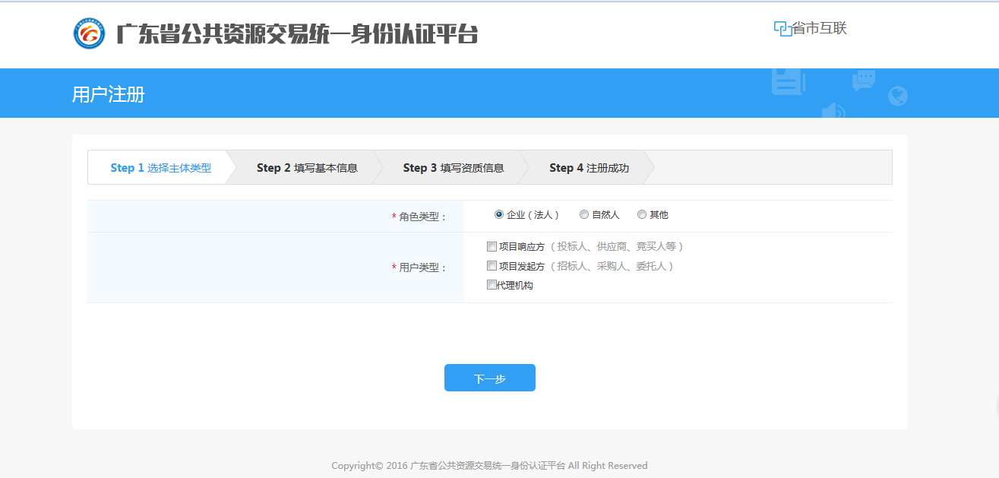 广东省公共资源交易统一身份认证平台
省市互联
用户注册
Step 1 选择主体类型
Step 2 填写基本信息
Step 3 填写资质信息
Step 4 注册成功
* 角色类型：
企业（法人）
自然人
其他
* 用户类型：
项目响应方（投标人、供应商、竞买人等）
项目发起方（招标人、采购人、委托人）
代理机构
下一步
Copyright© 2016 广东省公共资源交易统一身份认证平台 All Right Reserved